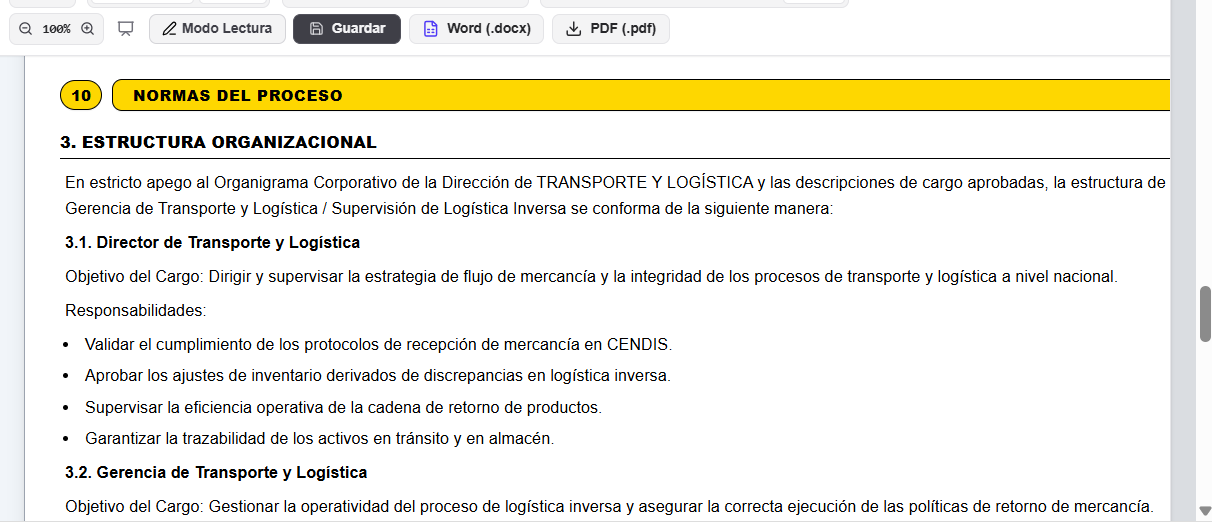 100%
Modo Lectura
Guardar
Word (.docx)
PDF (.pdf)
10
NORMAS DEL PROCESO
3. ESTRUCTURA ORGANIZACIONAL
En estricto apego al Organigrama Corporativo de la Dirección de TRANSPORTE Y LOGÍSTICA y las descripciones de cargo aprobadas, la estructura de
Gerencia de Transporte y Logística / Supervisión de Logística Inversa se conforma de la siguiente manera:
3.1. Director de Transporte y Logística
Objetivo del Cargo: Dirigir y supervisar la estrategia de flujo de mercancía y la integridad de los procesos de transporte y logística a nivel nacional.
Responsabilidades:
• Validar el cumplimiento de los protocolos de recepción de mercancía en CENDIS.
• Aprobar los ajustes de inventario derivados de discrepancias en logística inversa.
• Supervisar la eficiencia operativa de la cadena de retorno de productos.
• Garantizar la trazabilidad de los activos en tránsito y en almacén.
3.2. Gerencia de Transporte y Logística
Objetivo del Cargo: Gestionar la operatividad del proceso de logística inversa y asegurar la correcta ejecución de las políticas de retorno de mercancía.